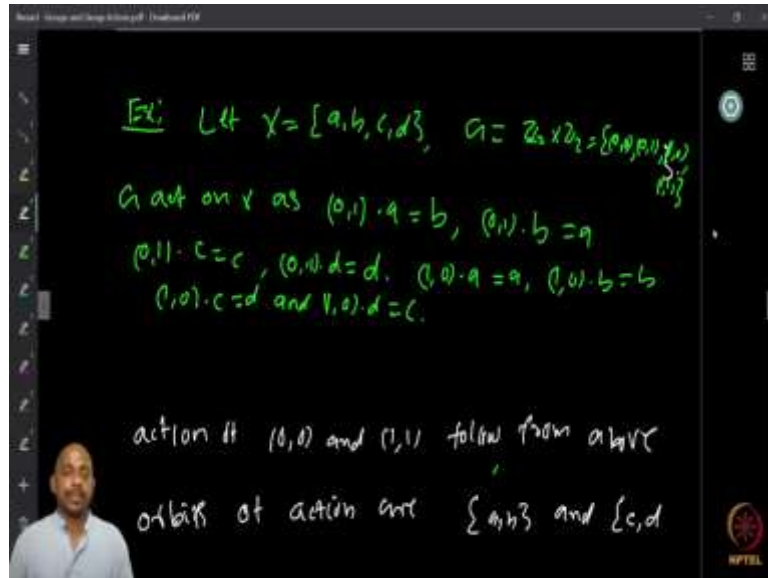 Ex: Let X = {a,b,c,d}, G = Z2 x Z2 = {(0,0),(0,1),(1,0)
(1,1)}
G act on X as (0,1)·a = b, (0,1)·b = a
(0,1)·c = c, (0,1)·d = d. (1,0)·a = a, (1,0)·b = b
(1,0)·c = d and (1,0)·d = c.
action of (0,0) and (1,1) follow from above
orbits of action are {a,b} and {c,d
NPTEL